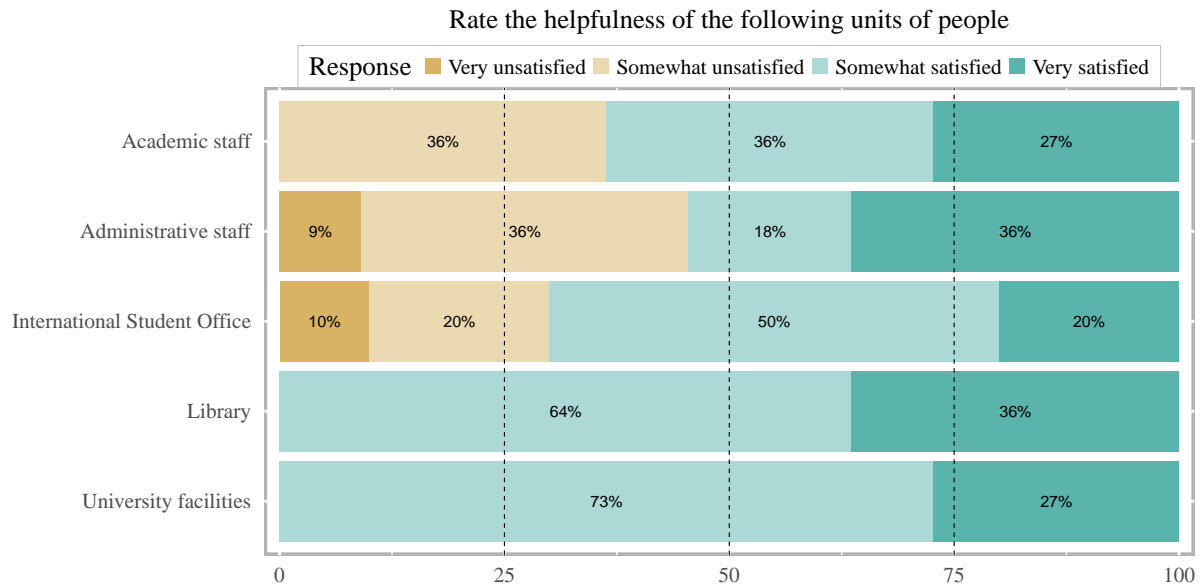 Rate the helpfulness of the following units of people
Response Very unsatisfied Somewhat unsatisfied Somewhat satisfied Very satisfied
Academic staff 36% 36% 27%
Administrative staff 9% 36% 18% 36%
International Student Office 10% 20% 50% 20%
Library 64% 36%
University facilities 73% 27%
0 25 50 75 100